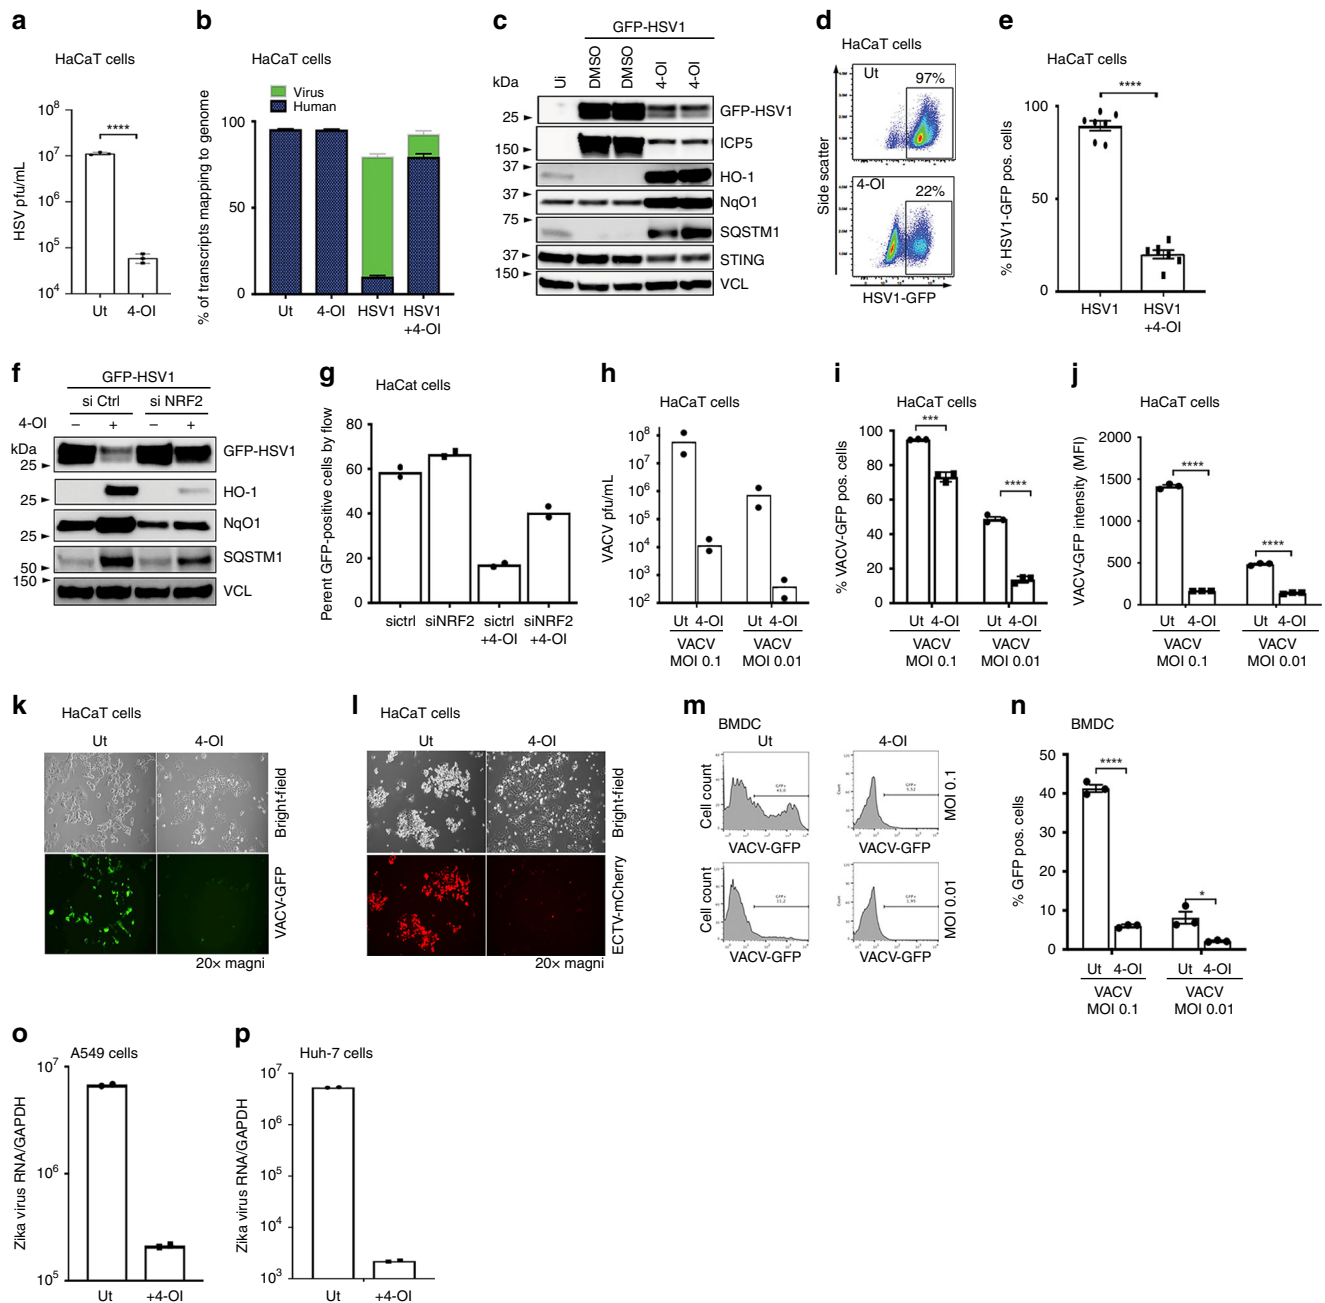 a
HaCaT cells
HSV pfu/mL
10⁸
10⁷
10⁶
10⁵
10⁴
****
Ut
4-OI
b
HaCaT cells
Virus
Human
% of transcripts mapping to genome
100
50
0
Ut
4-OI
HSV1
HSV1
+4-OI
c
GFP-HSV1
kDa
Ui
DMSO
DMSO
4-OI
4-OI
25
150
37
37
75
37
150
GFP-HSV1
ICP5
HO-1
NqO1
SQSTM1
STING
VCL
d
HaCaT cells
Ut
97%
4-OI
22%
Side scatter
HSV1-GFP
e
HaCaT cells
% HSV1-GFP pos. cells
100
50
0
****
HSV1
HSV1
+4-OI
f
GFP-HSV1
si Ctrl
si NRF2
4-OI
– + – +
kDa
25
25
25
50
150
GFP-HSV1
HO-1
NqO1
SQSTM1
VCL
g
HaCat cells
Perent GFP-positive cells by flow
80
60
40
20
0
sictrl
siNRF2
sictrl
+4-OI
siNRF2
+4-OI
h
HaCaT cells
VACV pfu/mL
10⁸
10⁶
10⁵
10⁴
10³
10²
Ut 4-OI
Ut 4-OI
VACV
MOI 0.1
VACV
MOI 0.01
i
HaCaT cells
% VACV-GFP pos. cells
100
80
60
40
20
0
***
****
Ut 4-OI
Ut 4-OI
VACV
MOI 0.1
VACV
MOI 0.01
j
HaCaT cells
VACV-GFP intensity (MFI)
2000
1500
1000
500
0
****
****
Ut 4-OI
Ut 4-OI
VACV
MOI 0.1
VACV
MOI 0.01
k
HaCaT cells
Ut
4-OI
Bright-field
VACV-GFP
20× magni
l
HaCaT cells
Ut
4-OI
Bright-field
ECTV-mCherry
20× magni
m
BMDC
Ut
4-OI
Cell count
VACV-GFP
VACV-GFP
MOI 0.1
Cell count
VACV-GFP
VACV-GFP
MOI 0.01
n
BMDC
% GFP pos. cells
50
40
30
20
10
0
****
*
Ut 4-OI
Ut 4-OI
VACV
MOI 0.1
VACV
MOI 0.01
o
A549 cells
Zika virus RNA/GAPDH
10⁷
10⁶
10⁵
Ut
+4-OI
p
Huh-7 cells
Zika virus RNA/GAPDH
10⁷
10⁶
10⁵
10⁴
10³
Ut
+4-OI